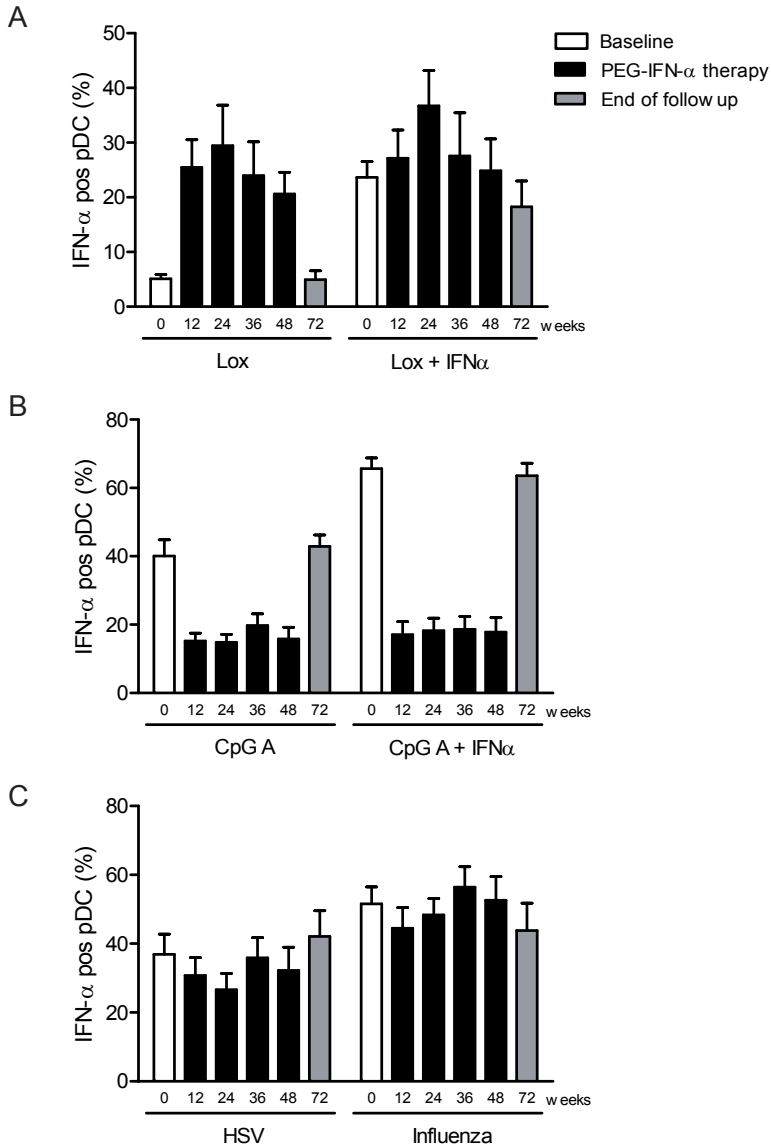 A
50
40
30
20
10
0
IFN-α pos pDC (%)
Baseline
PEG-IFN-α therapy
End of follow up
0 12 24 36 48 72 0 12 24 36 48 72 weeks
Lox Lox + IFNα
B
80
60
40
20
0
IFN-α pos pDC (%)
0 12 24 36 48 72 0 12 24 36 48 72 weeks
CpG A CpG A + IFNα
C
80
60
40
20
0
IFN-α pos pDC (%)
0 12 24 36 48 72 0 12 24 36 48 72 weeks
HSV Influenza